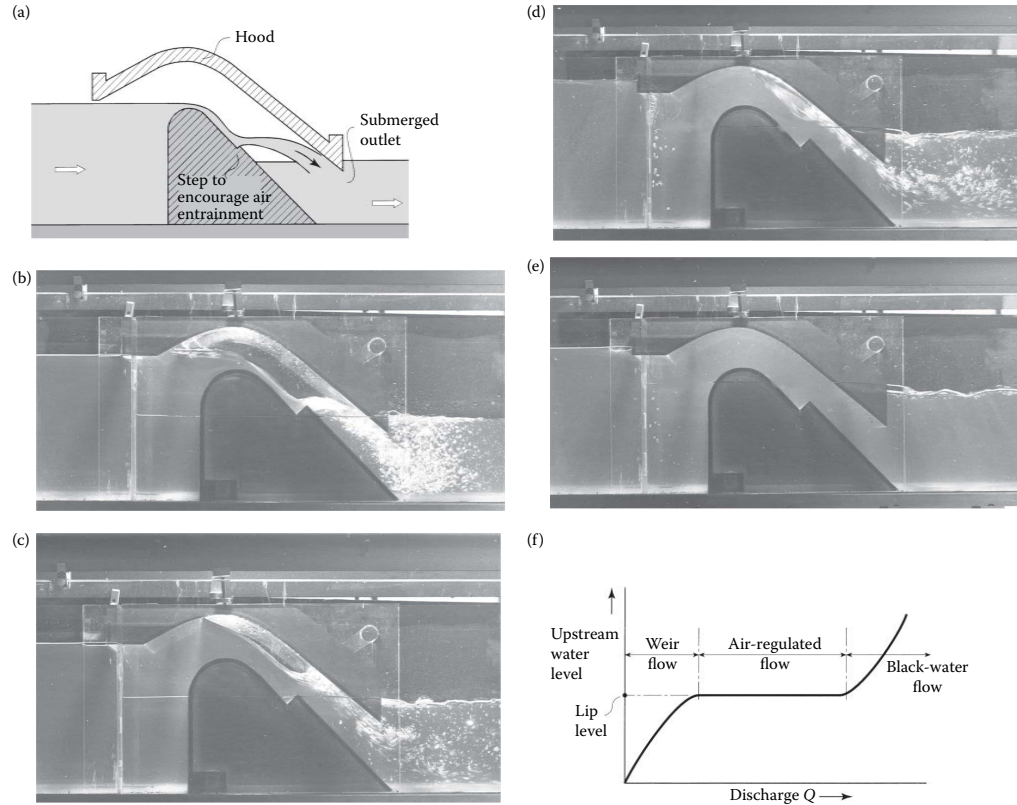 (a)
Hood
Submerged
outlet
Step to
encourage air
entrainment
(b)
(c)
(d)
(e)
(f)
Upstream
water
level
Weir
flow
Air-regulated
flow
Black-water
flow
Lip
level
Discharge Q